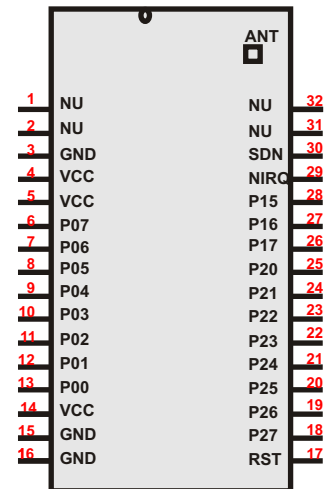 ANT
1 NU NU 32
2 NU NU 31
3 GND SDN 30
4 VCC NIRQ 29
5 VCC P15 28
6 P07 P16 27
7 P06 P17 26
8 P05 P20 25
9 P04 P21 24
10 P03 P22 23
11 P02 P23 22
12 P01 P24 21
13 P00 P25 20
14 VCC P26 19
15 GND P27 18
16 GND RST 17